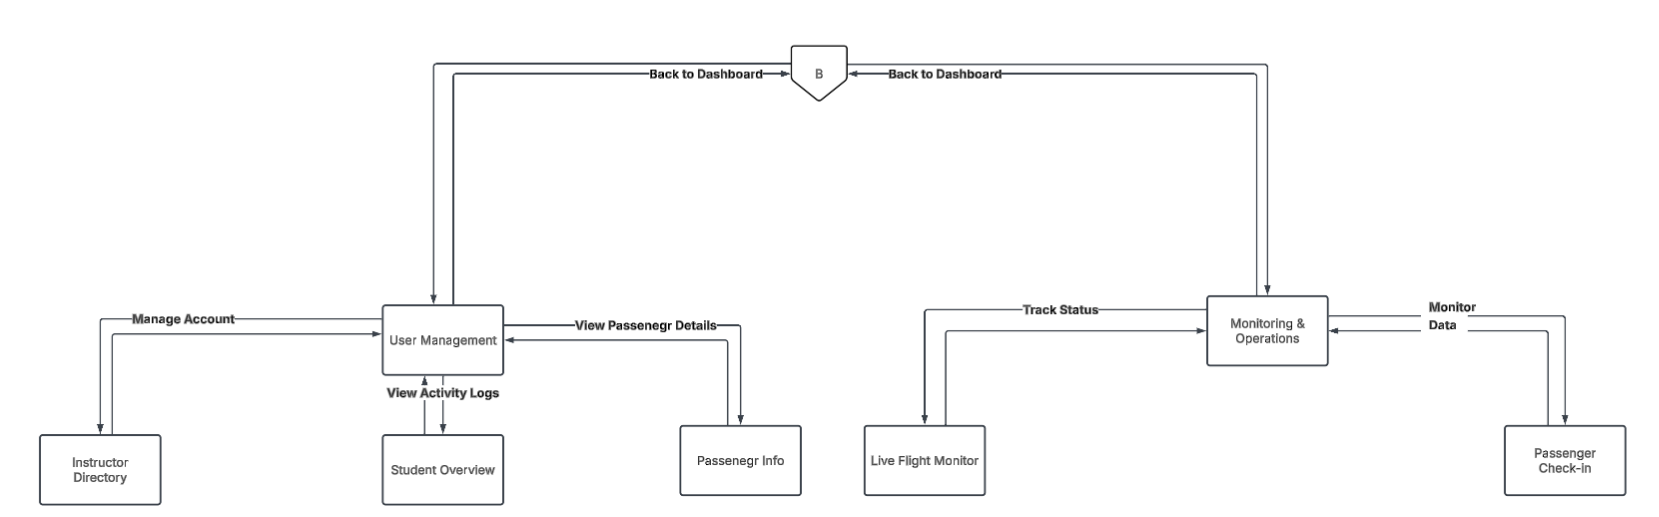 B
Back to Dashboard
Back to Dashboard
Manage Account
User Management
View Passenegr Details
View Activity Logs
Instructor
Directory
Student Overview
Passenegr Info
Track Status
Monitoring &
Operations
Monitor
Data
Live Flight Monitor
Passenger
Check-in